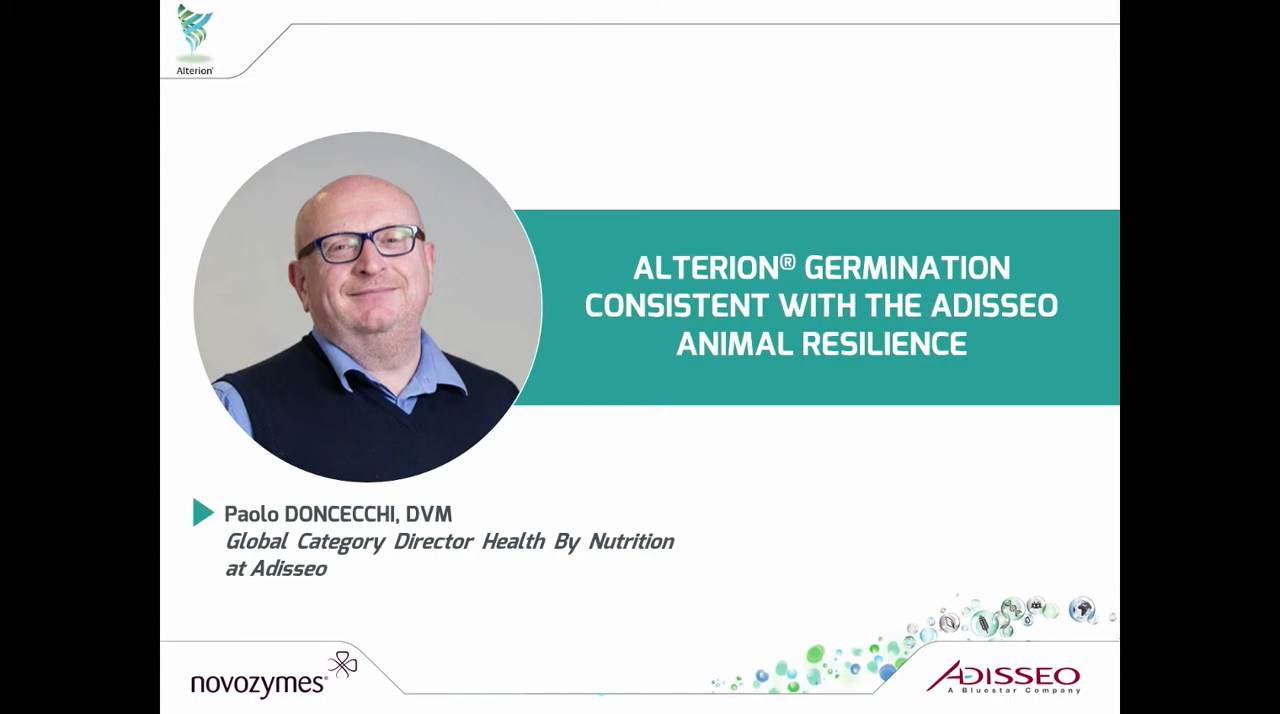 Alterion®
ALTERION® GERMINATION
CONSISTENT WITH THE ADISSEO
ANIMAL RESILIENCE
Paolo DONCECCHI, DVM
Global Category Director Health By Nutrition
at Adisseo
novozymes®
ADISSEO
A Bluestar Company